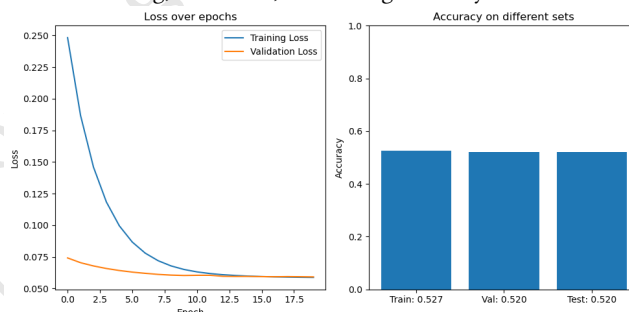 Loss over epochs
Training Loss
Validation Loss
0.250
0.225
0.200
0.175
0.150
0.125
0.100
0.075
0.050
Loss
0.0
2.5
5.0
7.5
10.0
12.5
15.0
17.5
Epoch
Accuracy on different sets
1.0
0.8
0.6
0.4
0.2
0.0
Accuracy
Train: 0.527
Val: 0.520
Test: 0.520